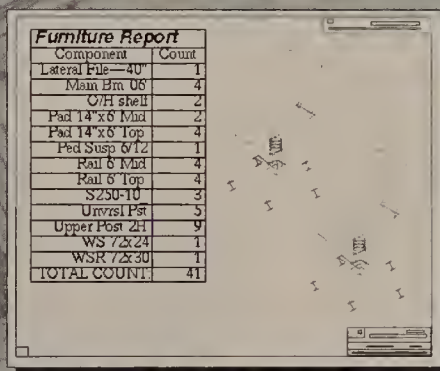 Furniture Report
Component Count
Lateral File—40" 1
Main Bm 06' 4
O/H shelf 2
Pad 14"x6' Mid 2
Pad 14"x6' Top 4
Ped Susp 6/12 1
Rail 6' Mid 4
Rail 6' Top 4
S250-10 3
Unvrsl Pst 5
Upper Post 2H 9
WS 72x24 1
WSR 72x30 1
TOTAL COUNT: 41